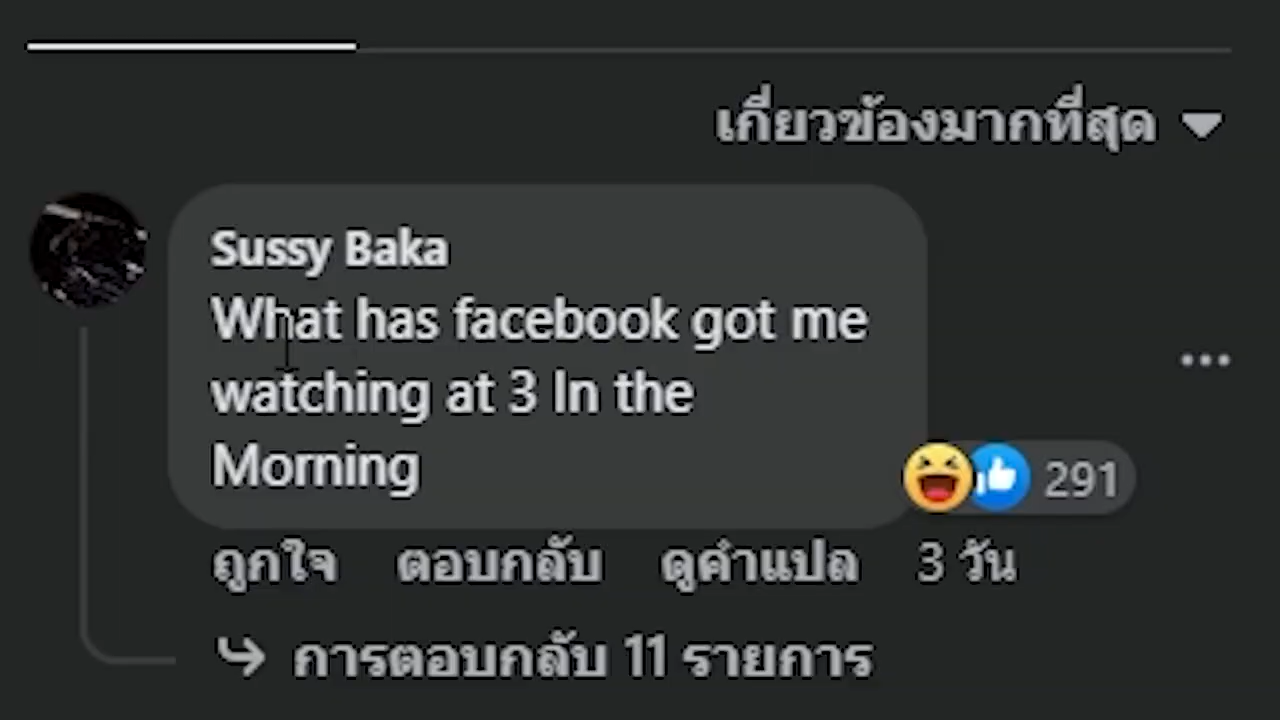 เกี่ยวข้องมากที่สุด
Sussy Baka
What has facebook got me
watching at 3 In the
Morning
291
ถูกใจ ตอบกลับ ดูคำแปล 3 วัน
การตอบกลับ 11 รายการ